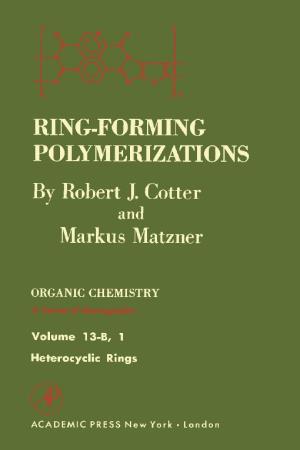 RING-FORMING
POLYMERIZATIONS
By Robert J. Cotter
and
Markus Matzner
ORGANIC CHEMISTRY
A Series of Monographs
Volume 13-B, 1
Heterocyclic Rings
ACADEMIC PRESS New York • London